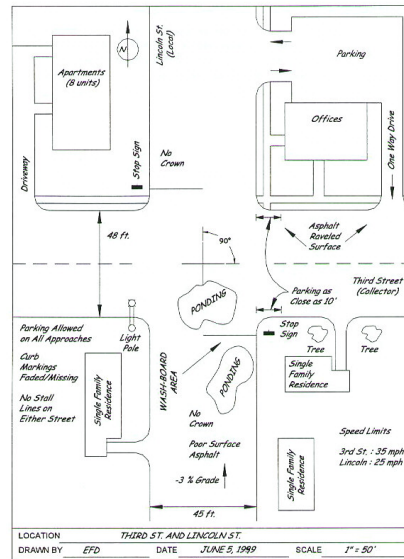 Lincoln St.
(Local)
N
Apartments
(8 units)
Driveway
Stop Sign
No
Crown
Parking
Offices
One Way Drive
48 ft.
90°
Asphalt
Raveled
Surface
Third Street
(Collector)
Parking as
Close as 10'
PONDING
Parking Allowed
on All Approaches
Curb
Markings
Faded/Missing
No Stall
Lines on
Either Street
Light
Pole
Single Family
Residence
WASH-BOARD
AREA
PONDING
Stop
Sign
Tree
Tree
Single
Family
Residence
No
Crown
Poor Surface
Asphalt
-3 % Grade
Single Family
Residence
Speed Limits
3rd St. : 35 mph
Lincoln : 25 mph
45 ft.
LOCATION THIRD ST. AND LINCOLN ST.
DRAWN BY EFD DATE JUNE 5, 1999 SCALE 1" = 50'